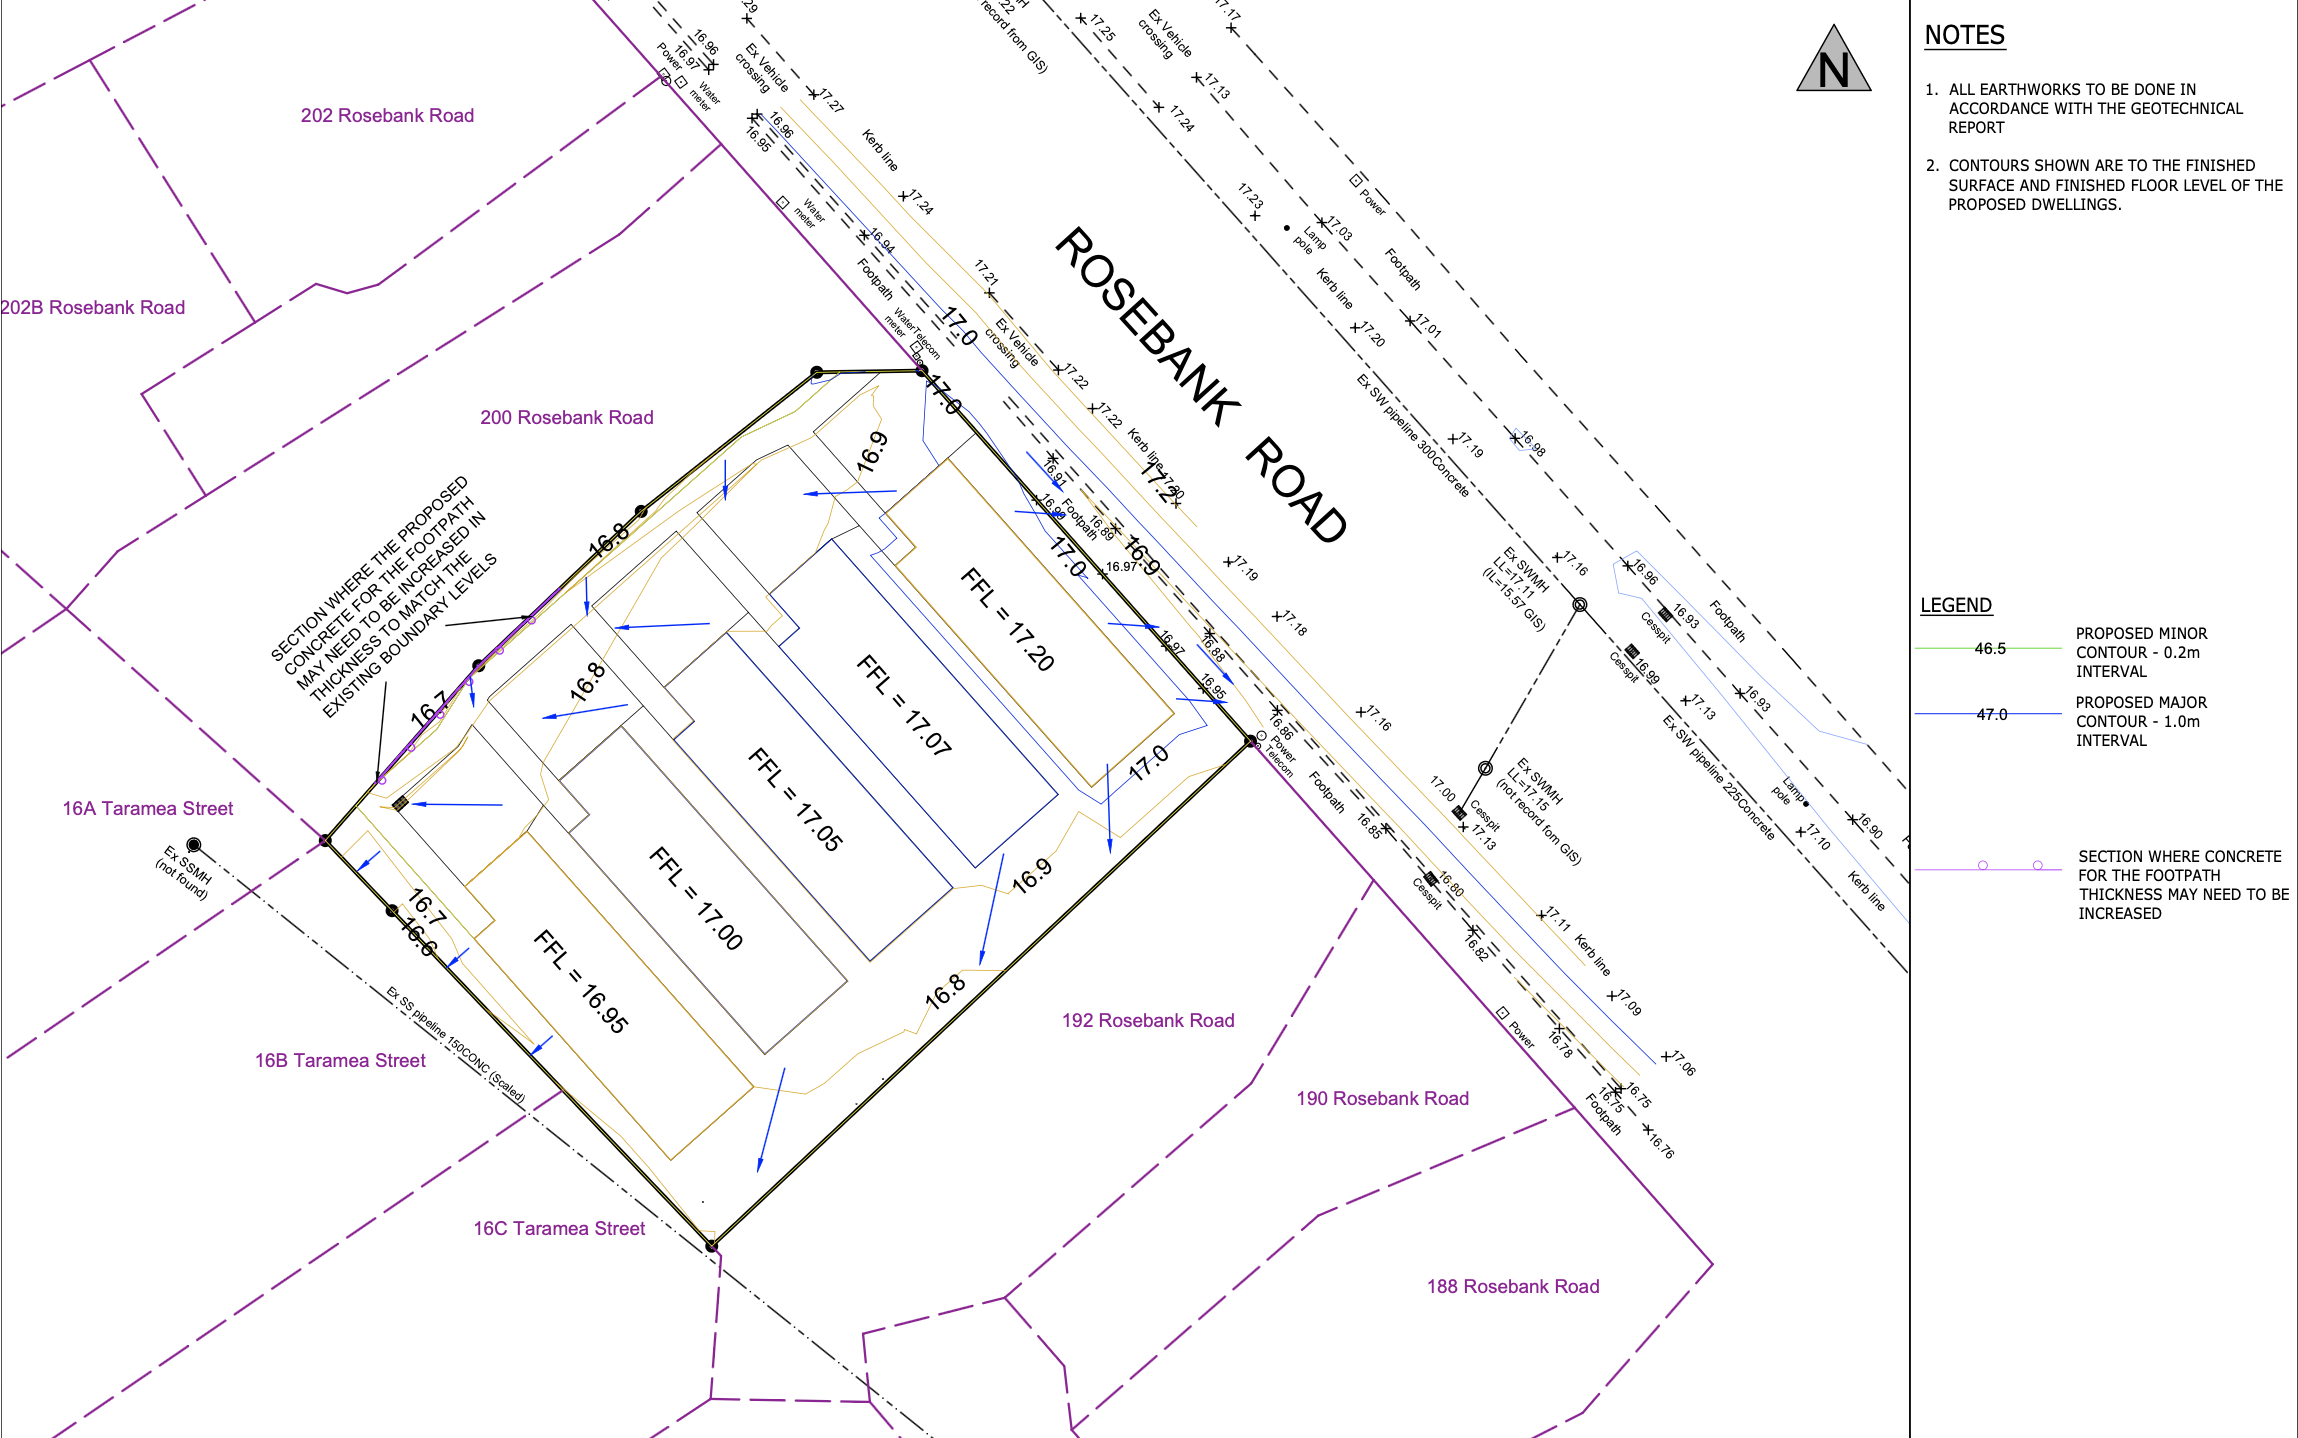 202 Rosebank Road
202B Rosebank Road
200 Rosebank Road
16A Taramea Street
16B Taramea Street
16C Taramea Street
192 Rosebank Road
190 Rosebank Road
188 Rosebank Road
ROSEBANK ROAD
N
SECTION WHERE THE PROPOSED
CONCRETE FOR THE FOOTPATH
MAY NEED TO BE INCREASED IN
THICKNESS TO MATCH THE
EXISTING BOUNDARY LEVELS
FFL = 17.20
FFL = 17.07
FFL = 17.05
FFL = 17.00
FFL = 16.95
16.9
16.8
16.8
16.7
16.7
16.6
16.8
16.9
17.0
17.0
17.0
17.0
17.2
16.9
16.96
16.97
Power
Water
meter
Ex Vehicle
crossing
17.27
16.96
16.95
Kerb line
17.24
Water
meter
16.94
Footpath
17.21
Ex Vehicle
crossing
Water
meter
Telecom
17.22
17.22
Kerb line
17.20
16.91
16.99
Footpath
16.89
16.97
16.97
16.88
16.95
16.86
Power
Telecom
Footpath
17.19
17.18
17.16
16.85
17.00
Cesspit
17.13
16.80
Cesspit
16.82
17.11
Kerb line
17.09
17.06
16.78
Power
16.75
16.75
Footpath
16.76
record from GIS)
17.25
Ex Vehicle
crossing
17.17
17.13
17.24
17.23
Lamp
pole
17.03
Power
Footpath
Kerb line
17.20
17.01
Ex SW pipeline 300Concrete
17.19
16.98
17.16
Ex SWMH
LL=17.11
(IL=15.57 GIS)
16.96
16.93
Cesspit
16.99
Cesspit
Footpath
17.13
16.93
Ex SW pipeline 225Concrete
Ex SWMH
LL=17.15
(not record fom GIS)
Lamp
pole
17.10
16.90
Kerb line
Ex SSMH
(not found)
Ex SS pipeline 150CONC (Scaled)
NOTES
1. ALL EARTHWORKS TO BE DONE IN
ACCORDANCE WITH THE GEOTECHNICAL
REPORT
2. CONTOURS SHOWN ARE TO THE FINISHED
SURFACE AND FINISHED FLOOR LEVEL OF THE
PROPOSED DWELLINGS.
LEGEND
46.5
PROPOSED MINOR
CONTOUR - 0.2m
INTERVAL
47.0
PROPOSED MAJOR
CONTOUR - 1.0m
INTERVAL
SECTION WHERE CONCRETE
FOR THE FOOTPATH
THICKNESS MAY NEED TO BE
INCREASED